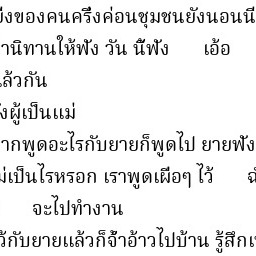 ยิ่งของคนครึ่งค่อนชุมชนยังนอนนี
านิทานให้ฟัง วัน นี้ฟัง เอ้อ
ล้วกัน
งผู้เป็นแม่
ากพูดอะไรกับยายก็พูดไป ยายฟัง
ม่เป็นไรหรอก เราพูดเผือๆ ไว้
จะไปทำงาน
ว้กับยายแล้วก็จ้ำอ้าวไปบ้าน รู้สึกเ